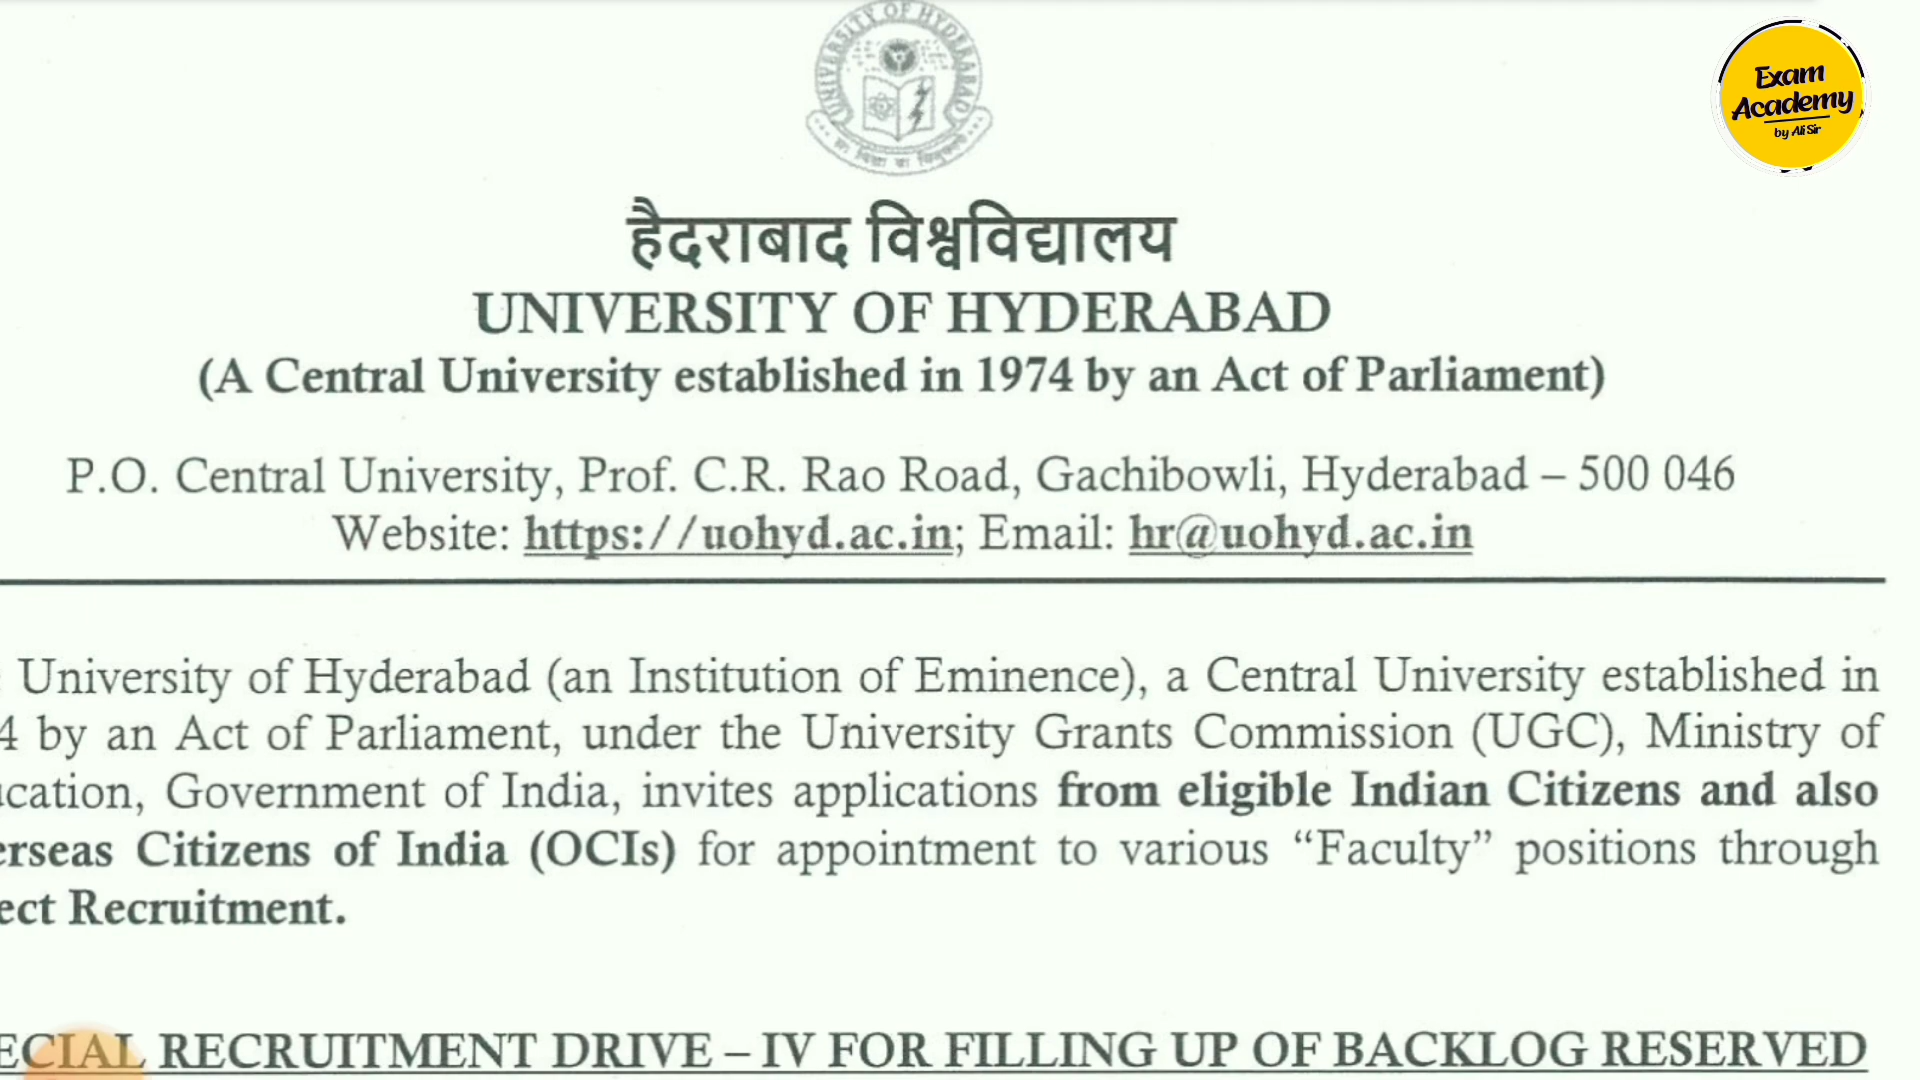 UNIVERSITY OF HYDERABAD
हैदराबाद विश्वविद्यालय
UNIVERSITY OF HYDERABAD
(A Central University established in 1974 by an Act of Parliament)
P.O. Central University, Prof. C.R. Rao Road, Gachibowli, Hyderabad – 500 046
Website: https://uohyd.ac.in; Email: hr@uohyd.ac.in
University of Hyderabad (an Institution of Eminence), a Central University established in
4 by an Act of Parliament, under the University Grants Commission (UGC), Ministry of
ucation, Government of India, invites applications from eligible Indian Citizens and also
erseas Citizens of India (OCIs) for appointment to various “Faculty” positions through
ect Recruitment.
ECIAL RECRUITMENT DRIVE – IV FOR FILLING UP OF BACKLOG RESERVED
Exam
Academy
by Ali Sir